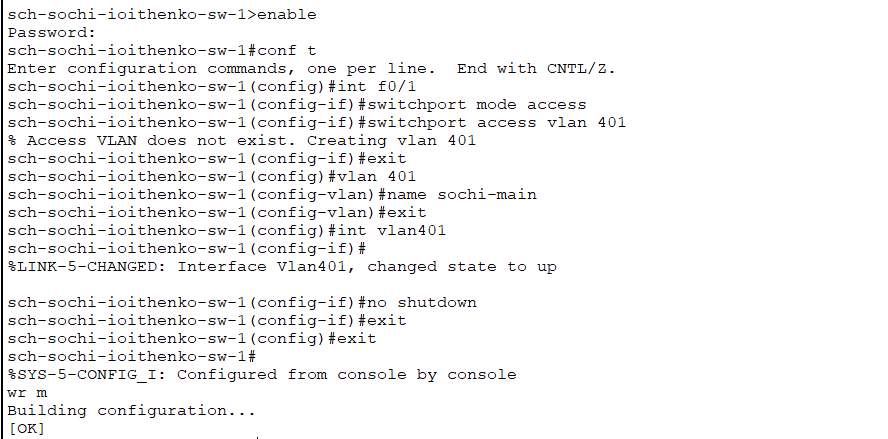 sch-sochi-ioithenko-sw-1>enable
Password:
sch-sochi-ioithenko-sw-1#conf t
Enter configuration commands, one per line.  End with CNTL/Z.
sch-sochi-ioithenko-sw-1(config)#int f0/1
sch-sochi-ioithenko-sw-1(config-if)#switchport mode access
sch-sochi-ioithenko-sw-1(config-if)#switchport access vlan 401
% Access VLAN does not exist. Creating vlan 401
sch-sochi-ioithenko-sw-1(config-if)#exit
sch-sochi-ioithenko-sw-1(config)#vlan 401
sch-sochi-ioithenko-sw-1(config-vlan)#name sochi-main
sch-sochi-ioithenko-sw-1(config-vlan)#exit
sch-sochi-ioithenko-sw-1(config)#int vlan401
sch-sochi-ioithenko-sw-1(config-if)#
%LINK-5-CHANGED: Interface Vlan401, changed state to up

sch-sochi-ioithenko-sw-1(config-if)#no shutdown
sch-sochi-ioithenko-sw-1(config-if)#exit
sch-sochi-ioithenko-sw-1(config)#exit
sch-sochi-ioithenko-sw-1#
%SYS-5-CONFIG_I: Configured from console by console
wr m
Building configuration...
[OK]